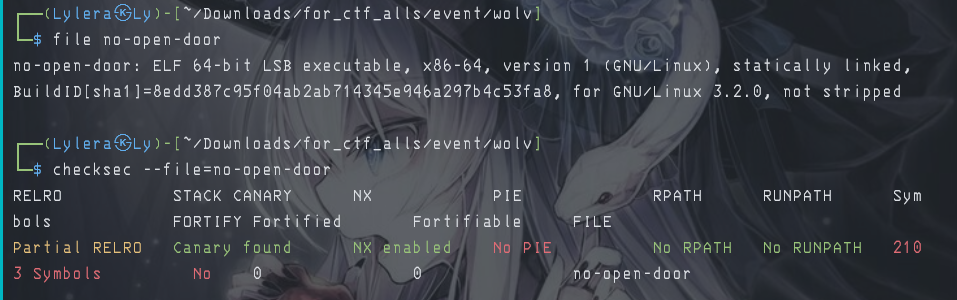 ┌──(Lylera㉿Ly)-[~/Downloads/for_ctf_alls/event/wolv]
└─$ file no-open-door
no-open-door: ELF 64-bit LSB executable, x86-64, version 1 (GNU/Linux), statically linked,
BuildID[sha1]=8edd387c95f04ab2ab714345e946a297b4c53fa8, for GNU/Linux 3.2.0, not stripped
┌──(Lylera㉿Ly)-[~/Downloads/for_ctf_alls/event/wolv]
└─$ checksec --file=no-open-door
RELRO STACK CANARY NX PIE RPATH RUNPATH Sym
bols FORTIFY Fortified Fortifiable FILE
Partial RELRO Canary found NX enabled No PIE No RPATH No RUNPATH 210
3 Symbols No 0 0 no-open-door